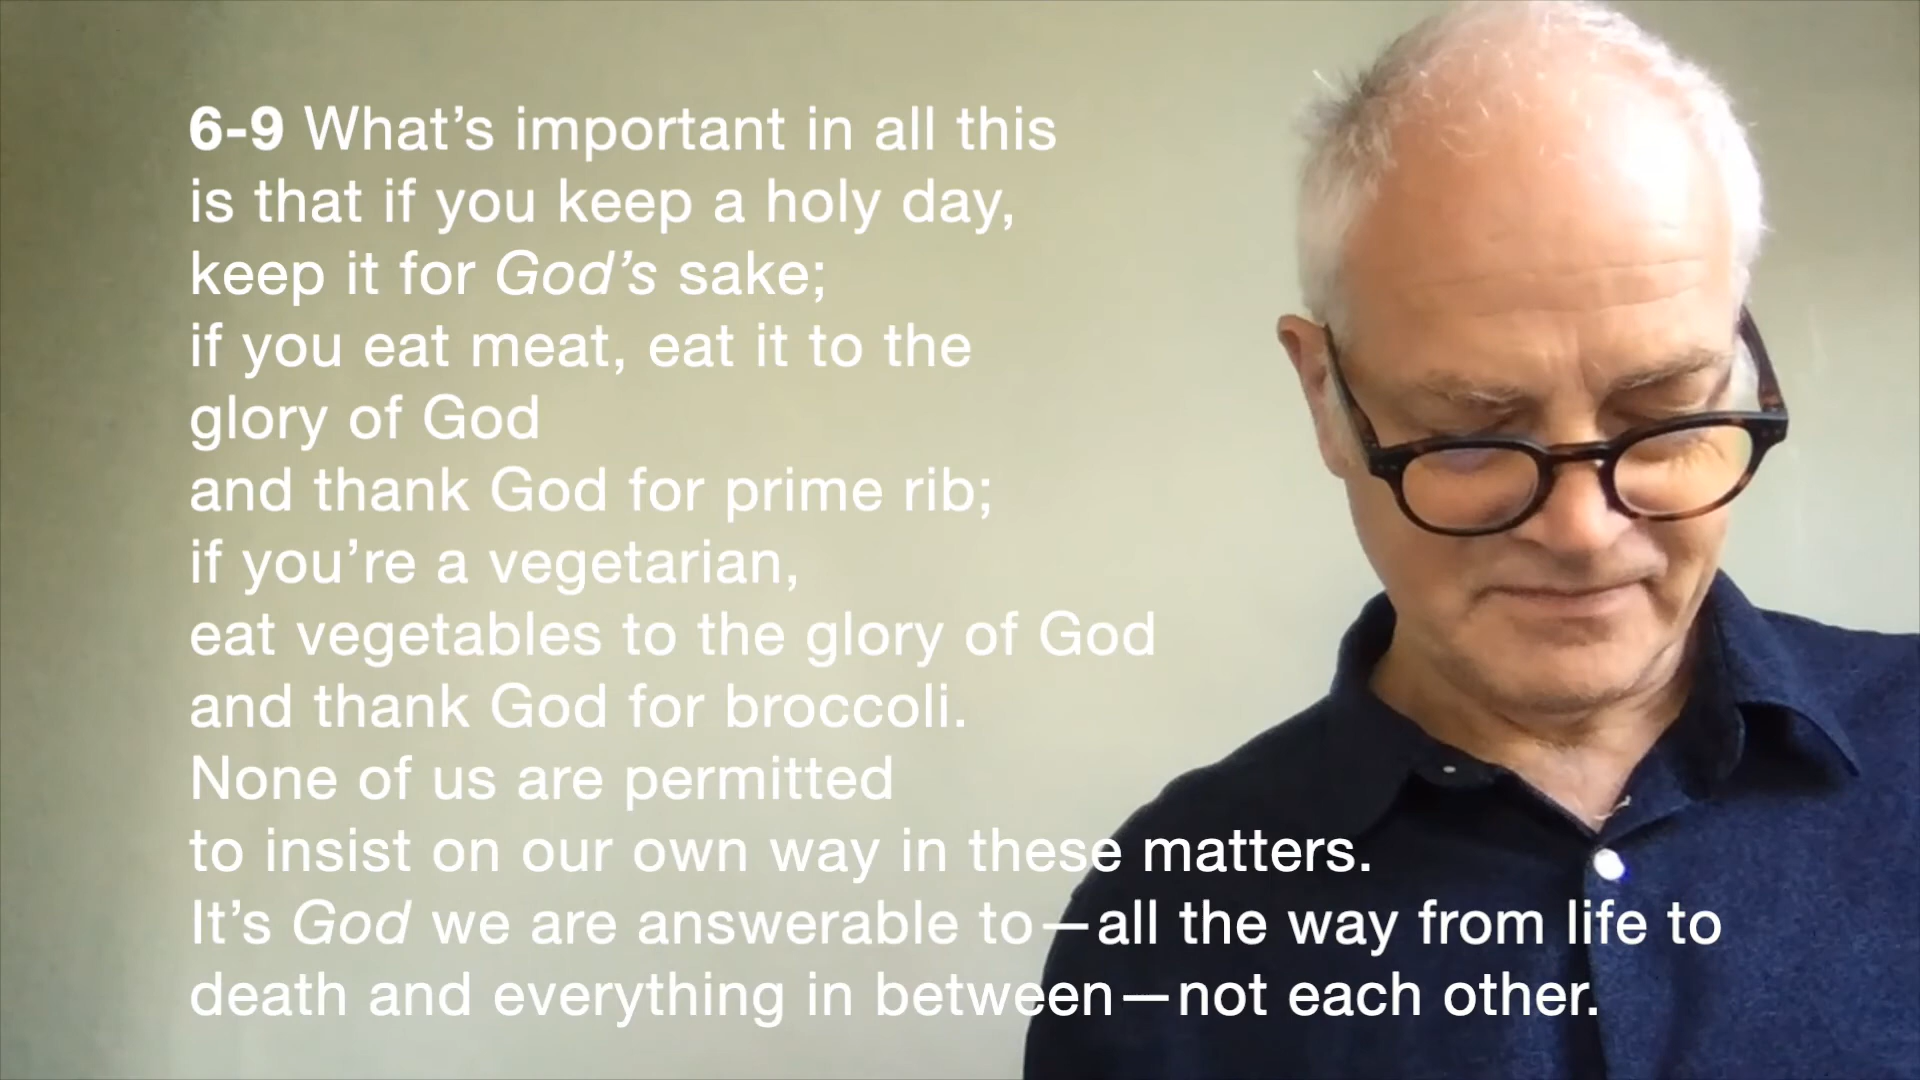 6-9 What’s important in all this
is that if you keep a holy day,
keep it for God’s sake;
if you eat meat, eat it to the
glory of God
and thank God for prime rib;
if you’re a vegetarian,
eat vegetables to the glory of God
and thank God for broccoli.
None of us are permitted
to insist on our own way in these matters.
It’s God we are answerable to—all the way from life to
death and everything in between—not each other.